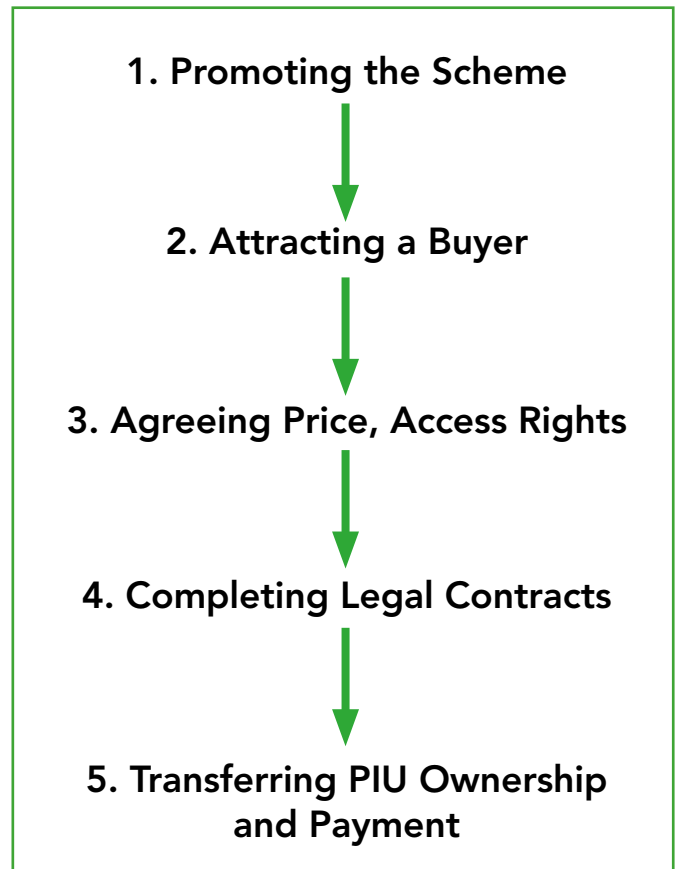 1. Promoting the Scheme
2. Attracting a Buyer
3. Agreeing Price, Access Rights
4. Completing Legal Contracts
5. Transferring PIU Ownership
and Payment